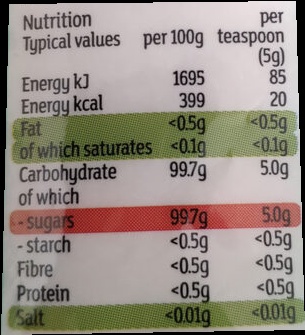 Nutrition per
Typical values per 100g teaspoon
(5g)
Energy kJ 1695 85
Energy kcal 399 20
Fat <0.5g <0.5g
of which saturates <0.1g <0.1g
Carbohydrate 99.7g 5.0g
of which
- sugars 99.7g 5.0g
- starch <0.5g <0.5g
Fibre <0.5g <0.5g
Protein <0.5g <0.5g
Salt <0.01g <0.01g